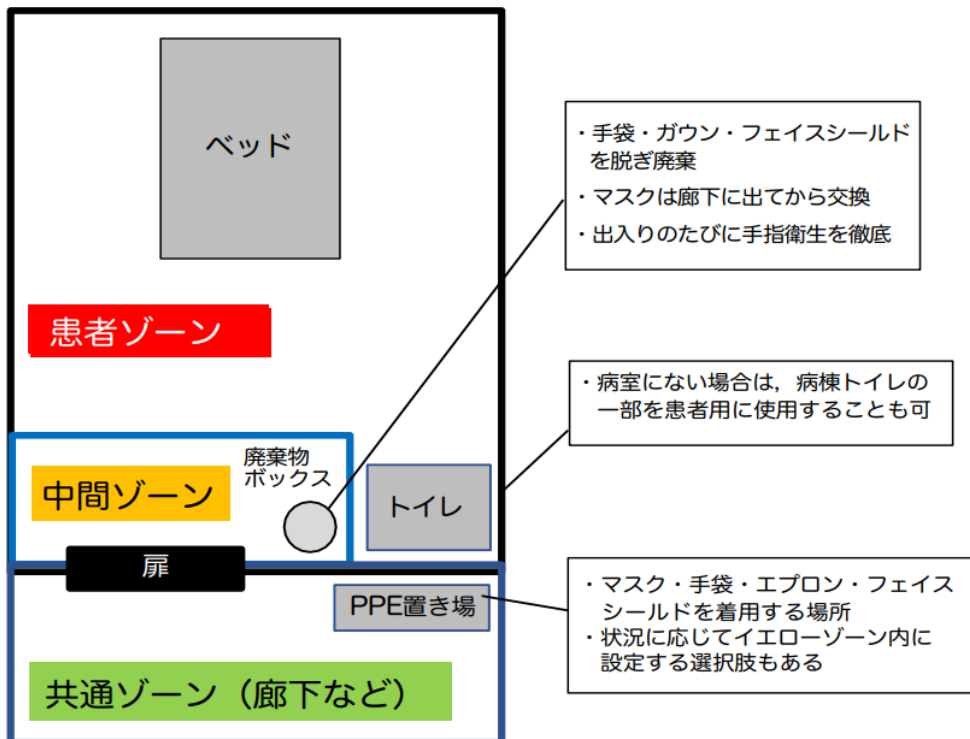 ベッド
・手袋・ガウン・フェイスシールド
を脱ぎ廃棄
・マスクは廊下に出てから交換
・出入りのたびに手指衛生を徹底
患者ゾーン
・病室にない場合は，病棟トイレの
一部を患者用に使用することも可
廃棄物
ボックス
中間ゾーン
トイレ
扉
PPE置き場
・マスク・手袋・エプロン・フェイス
シールドを着用する場所
・状況に応じてイエローゾーン内に
設定する選択肢もある
共通ゾーン（廊下など）